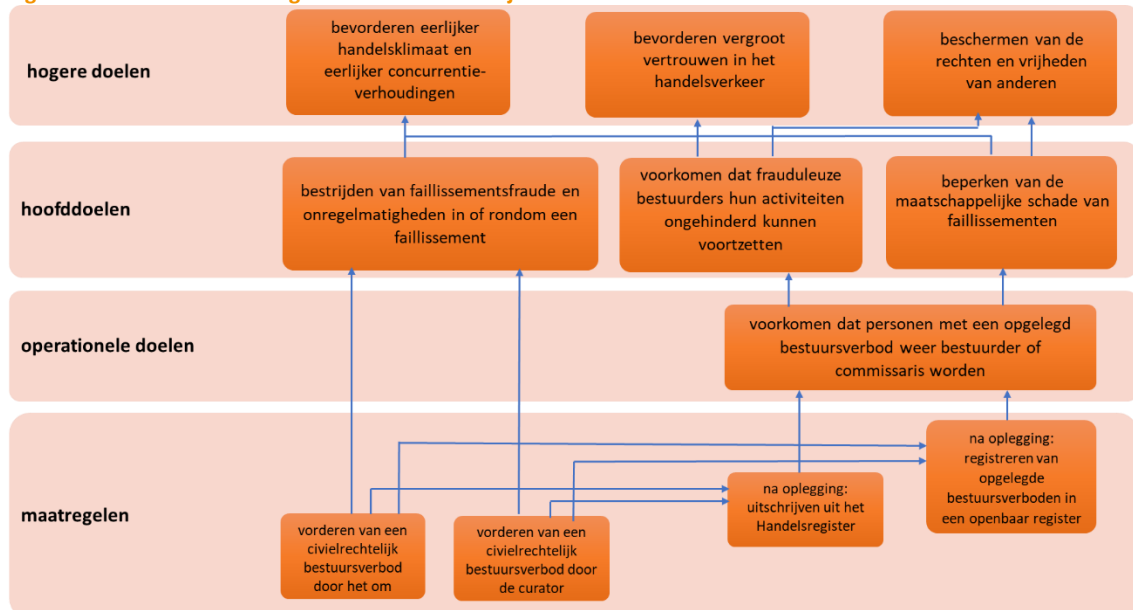 hogere doelen
bevorderen eerlijker
handelsklimaat en
eerlijker concurrentie-
verhoudingen
bevorderen vergroot
vertrouwen in het
handelsverkeer
beschermen van de
rechten en vrijheden
van anderen
hoofddoelen
bestrijden van faillissementsfraude en
onregelmatigheden in of rondom een
faillissement
voorkomen dat frauduleuze
bestuurders hun activiteiten
ongehinderd kunnen
voortzetten
beperken van de
maatschappelijke schade van
faillissementen
operationele doelen
voorkomen dat personen met een opgelegd
bestuursverbod weer bestuurder of
commissaris worden
maatregelen
vorderen van een
civielrechtelijk
bestuursverbod
door het om
vorderen van een
civielrechtelijk
bestuursverbod door
de curator
na oplegging:
uitschrijven uit het
Handelsregister
na oplegging:
registreren van
opgelegde
bestuursverboden in
een openbaar register